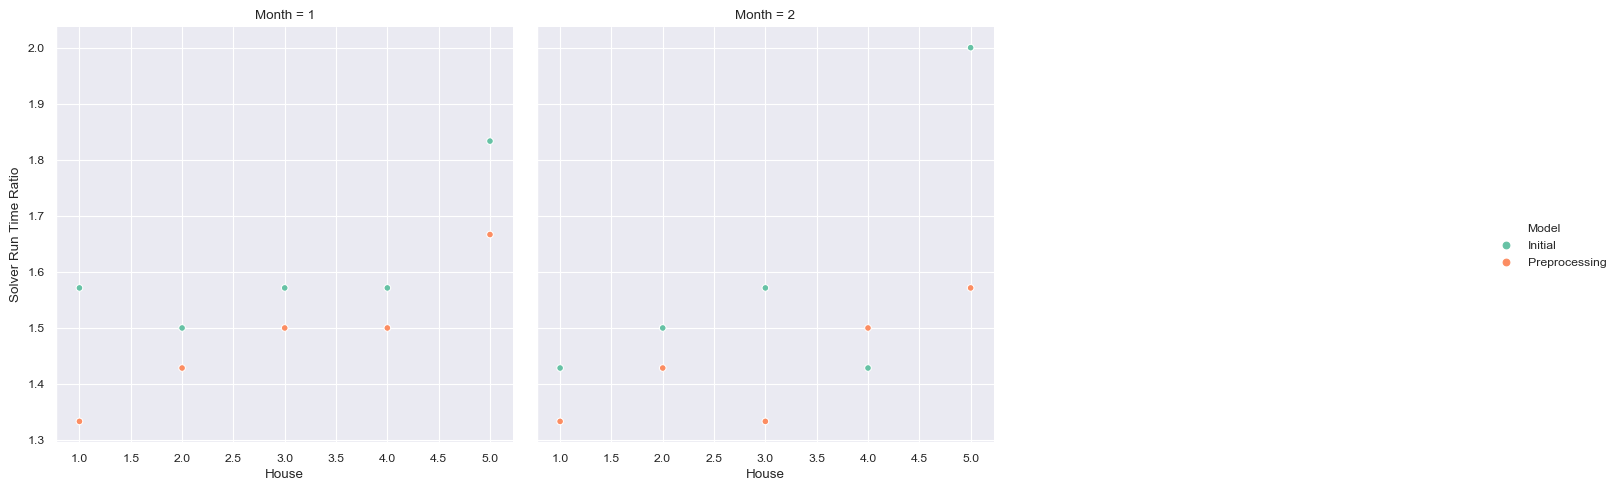 Month = 1
Month = 2
2.0
1.9
1.8
1.7
1.6
1.5
1.4
1.3
Solver Run Time Ratio
1.0 1.5 2.0 2.5 3.0 3.5 4.0 4.5 5.0
House
1.0 1.5 2.0 2.5 3.0 3.5 4.0 4.5 5.0
House
Model
Initial
Preprocessing